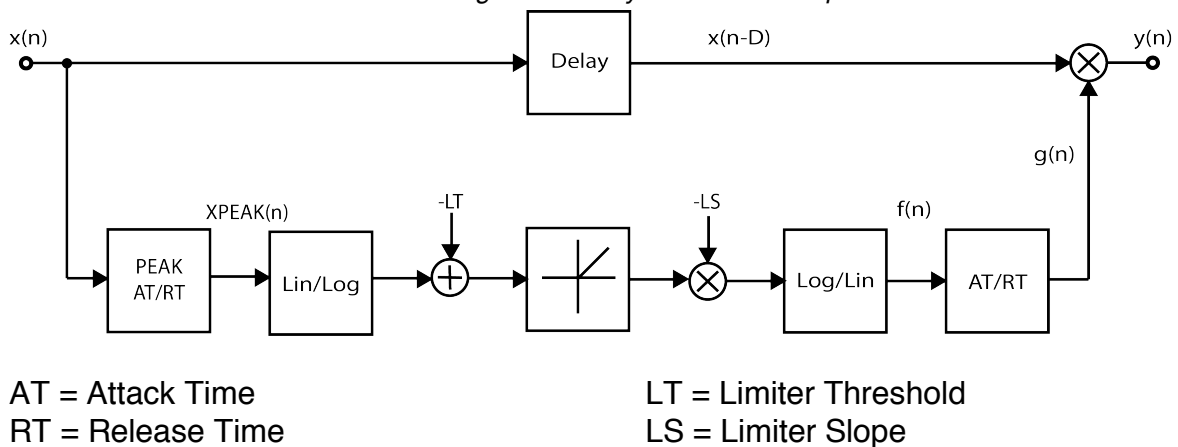 x(n)
Delay
x(n-D)
y(n)
g(n)
XPEAK(n)
-LT
-LS
f(n)
PEAK
AT/RT
Lin/Log
Log/Lin
AT/RT
AT = Attack Time
LT = Limiter Threshold
RT = Release Time
LS = Limiter Slope